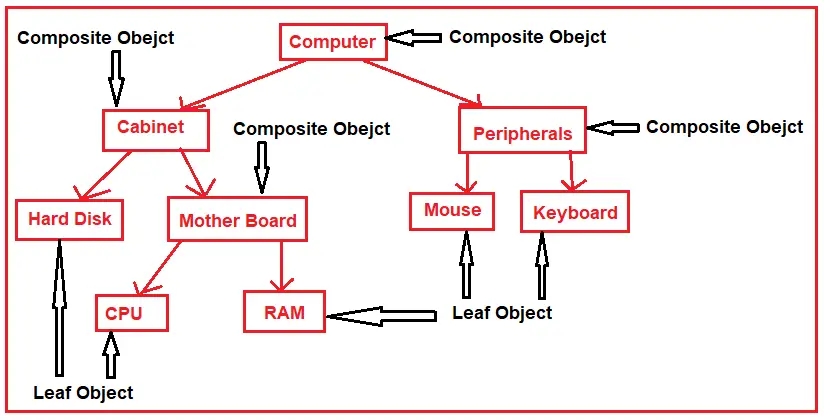 Composite Obejct
Computer
Composite Obejct
Cabinet
Composite Obejct
Peripherals
Composite Obejct
Hard Disk
Mother Board
Mouse
Keyboard
CPU
RAM
Leaf Object
Leaf Object